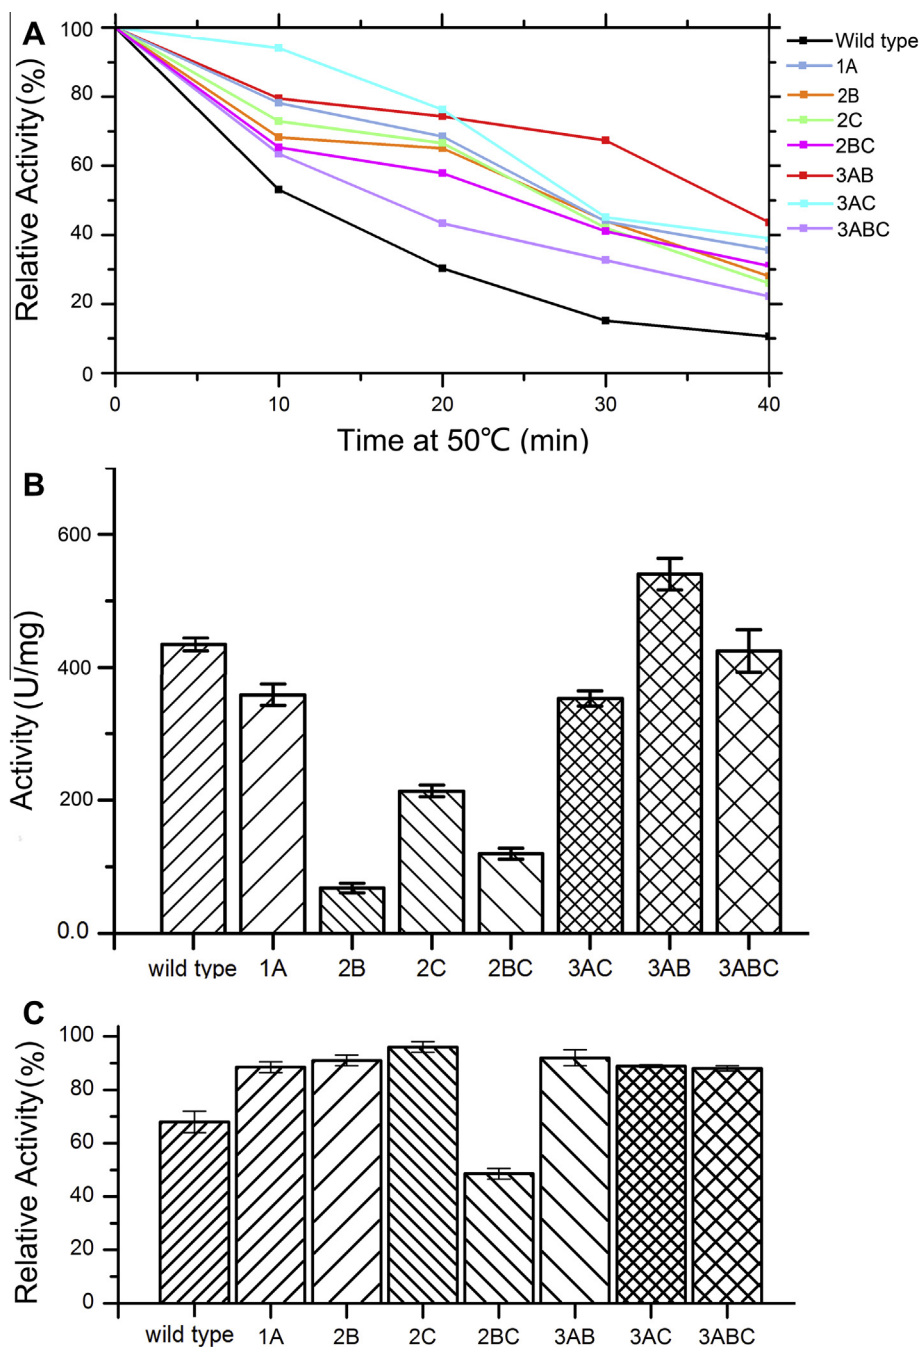 A
Relative Activity(%)
100
80
60
40
20
0
0 10 20 30 40
Time at 50℃ (min)
Wild type
1A
2B
2C
2BC
3AB
3AC
3ABC
B
Activity (U/mg)
600
400
200
0.0
wild type 1A 2B 2C 2BC 3AC 3AB 3ABC
C
Relative Activity(%)
100
80
60
40
20
0
wild type 1A 2B 2C 2BC 3AB 3AC 3ABC